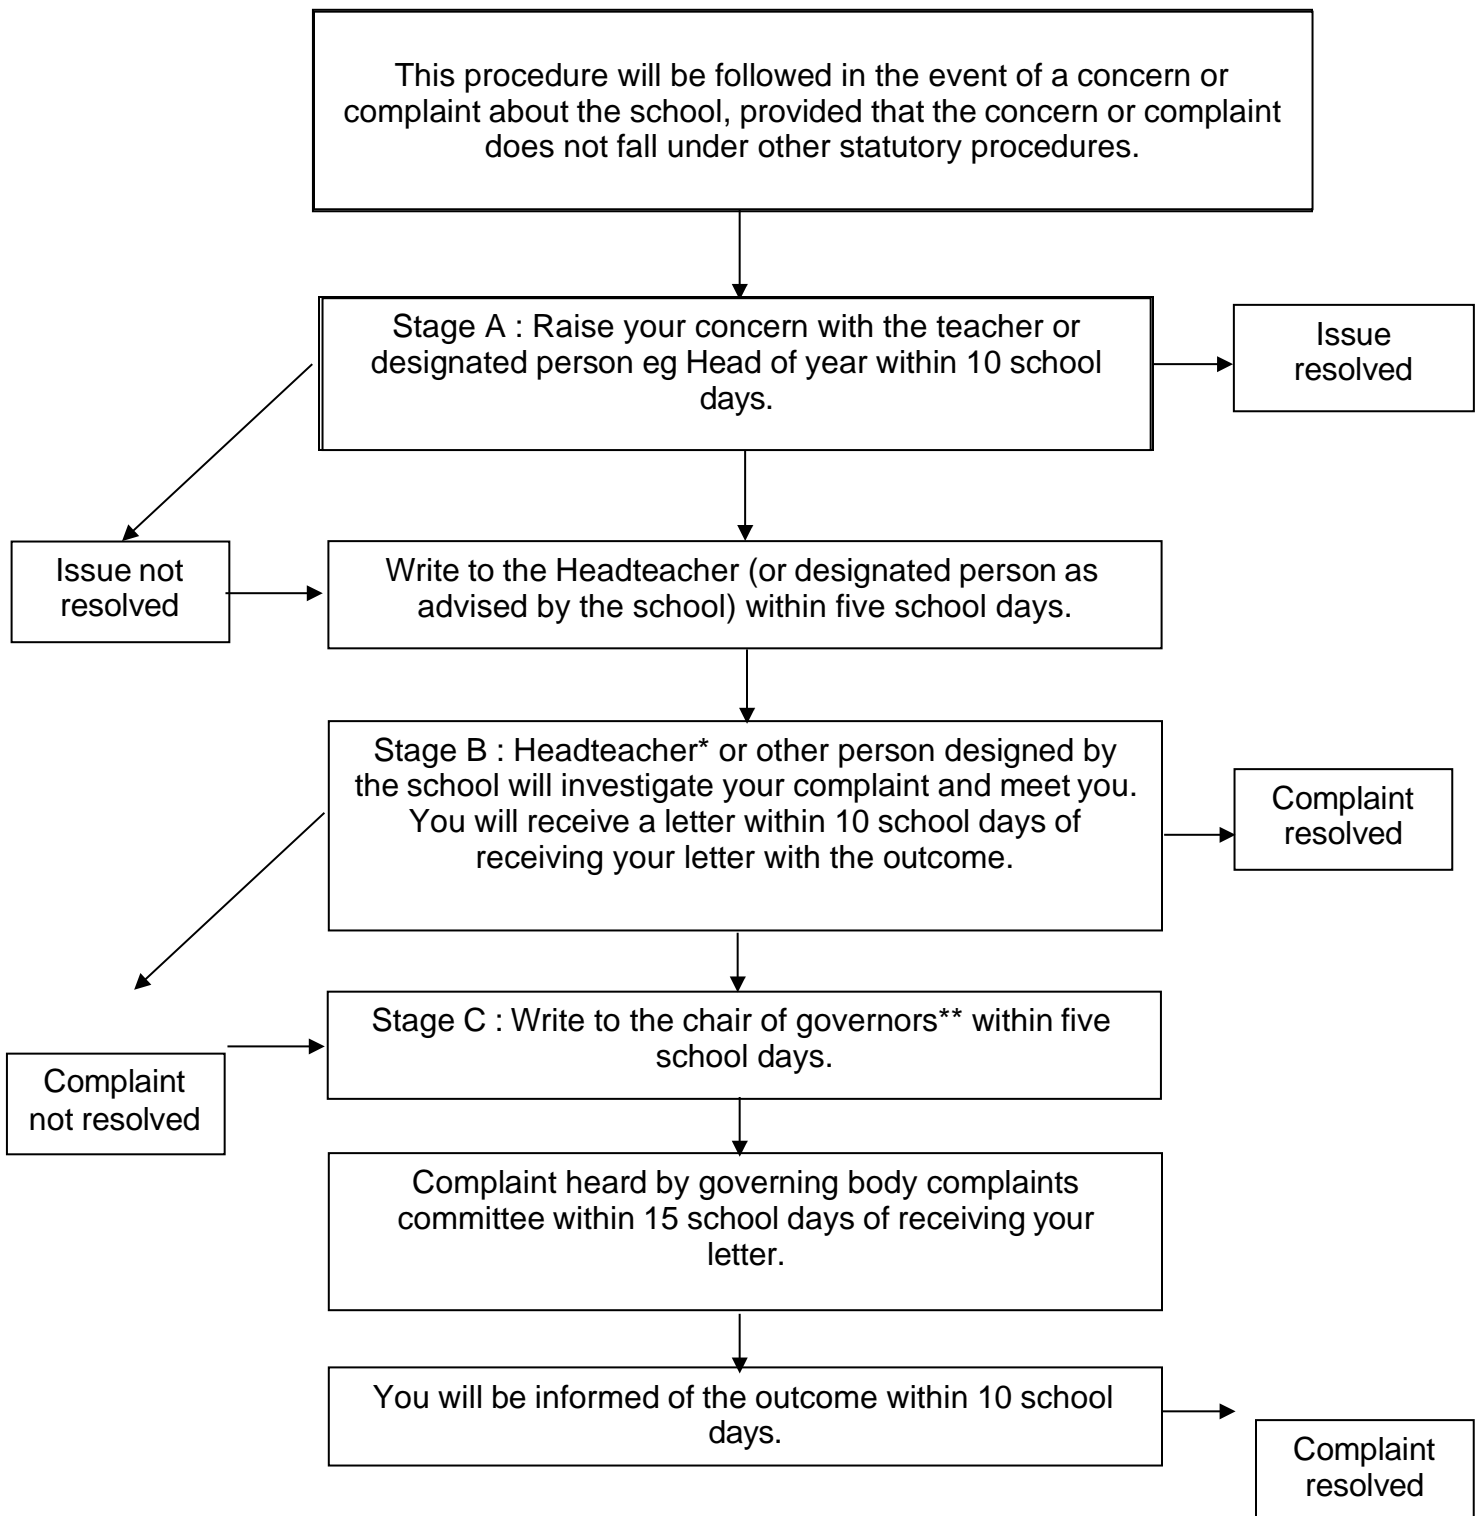 This procedure will be followed in the event of a concern or
complaint about the school, provided that the concern or complaint
does not fall under other statutory procedures.
Stage A : Raise your concern with the teacher or
designated person eg Head of year within 10 school
days.
Issue
resolved
Issue not
resolved
Write to the Headteacher (or designated person as
advised by the school) within five school days.
Stage B : Headteacher* or other person designed by
the school will investigate your complaint and meet you.
You will receive a letter within 10 school days of
receiving your letter with the outcome.
Complaint
resolved
Complaint
not resolved
Stage C : Write to the chair of governors** within five
school days.
Complaint heard by governing body complaints
committee within 15 school days of receiving your
letter.
You will be informed of the outcome within 10 school
days.
Complaint
resolved